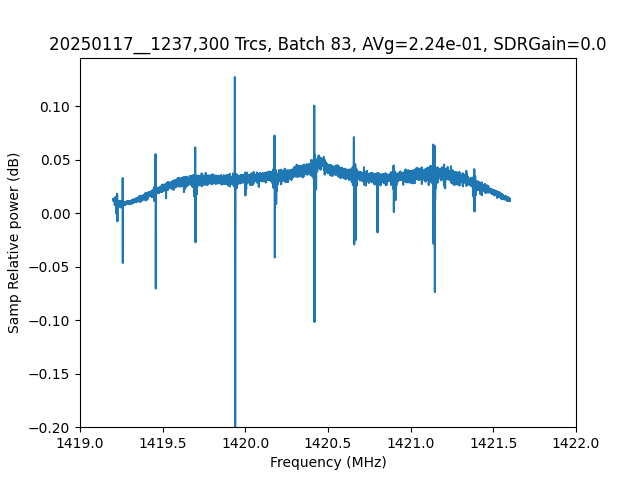 20250117__1237,300 Trcs, Batch 83, AVg=2.24e-01, SDRGain=0.0
0.10
0.05
0.00
−0.05
−0.10
−0.15
−0.20
Samp Relative power (dB)
1419.0 1419.5 1420.0 1420.5 1421.0 1421.5 1422.0
Frequency (MHz)